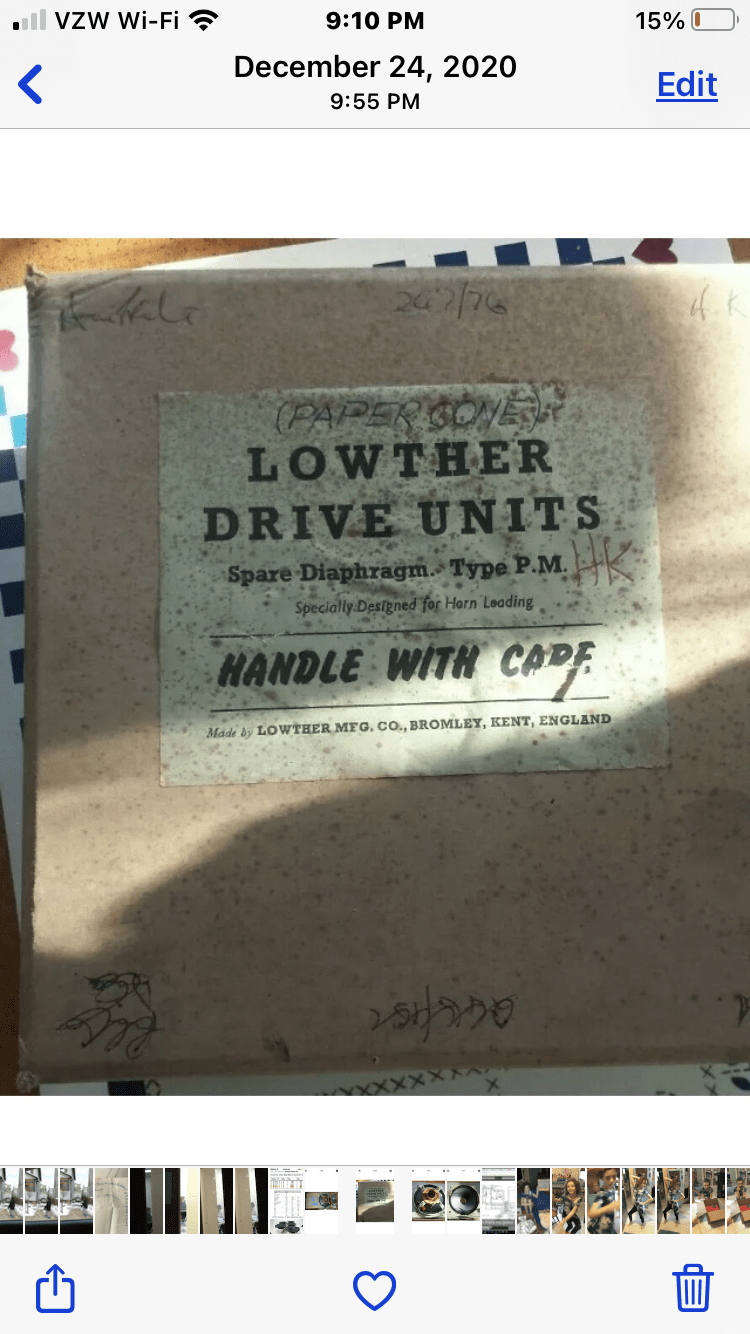 VZW Wi-Fi 9:10 PM 15%
December 24, 2020
9:55 PM
Edit
H. K
(PAPER CONE)
LOWTHER
DRIVE UNITS
Spare Diaphragm. Type P.M. HK
Specially Designed for Horn Loading
HANDLE WITH CARE
Made by LOWTHER MFG. CO., BROMLEY, KENT, ENGLAND